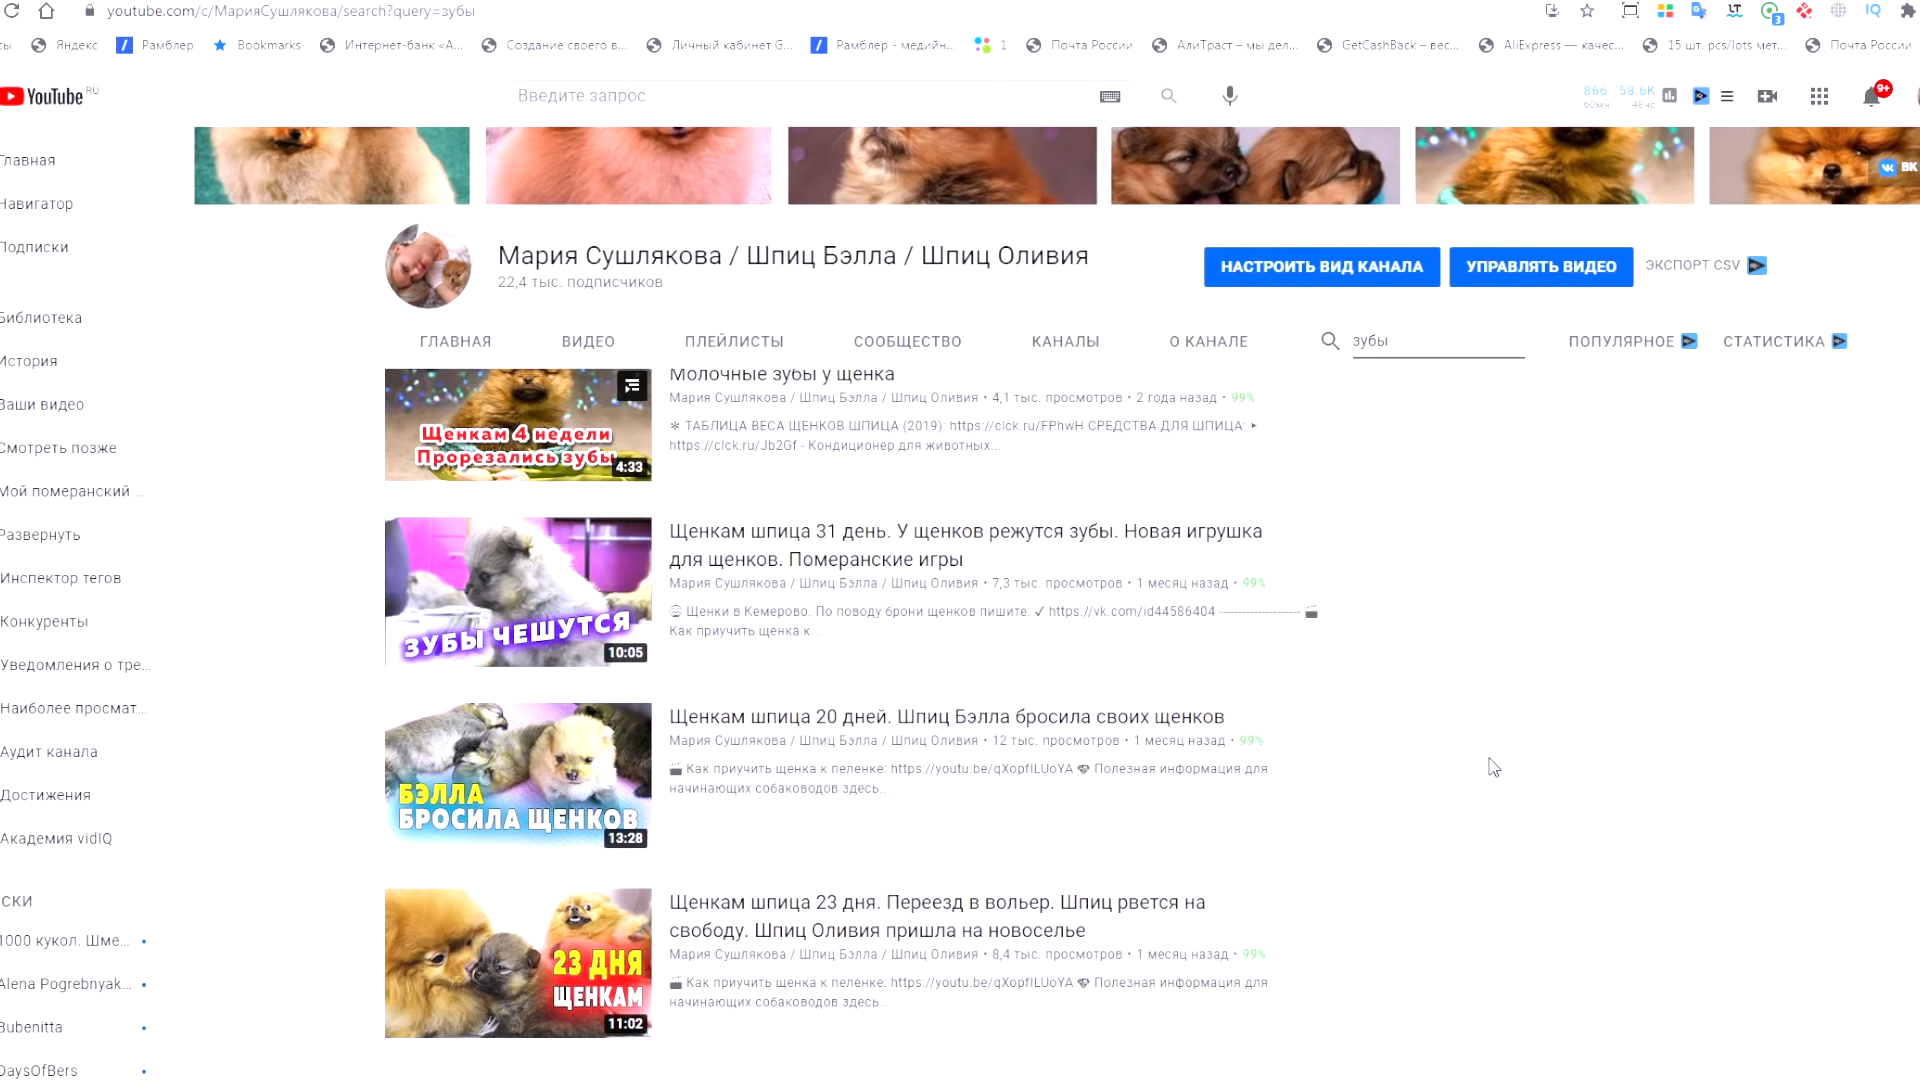 youtube.com/c/МарияСушлякова/search?query=зубы
Яндекс
Рамблер
Bookmarks
Интернет-банк «А...
Создание своего в...
Личный кабинет G...
Рамблер - медийн...
1
Почта России
АлиТраст – мы дел...
GetCashBack – вес...
AliExpress — качес...
15 шт. pcs/lots мет...
Почта России
LT
3
IQ
YouTube RU
Введите запрос
866
60мн
58.6K
48чс
9+
Главная
Навигатор
Подписки
Библиотека
История
Ваши видео
Смотреть позже
Мой померанский ...
Развернуть
Инспектор тегов
Конкуренты
Уведомления о тре...
Наиболее просмат...
Аудит канала
Достижения
Академия vidIQ
СКИ
1000 кукол. Шме...
Alena Pogrebnyak...
Bubenitta
DaysOfBers
ВК
Мария Сушлякова / Шпиц Бэлла / Шпиц Оливия
22,4 тыс. подписчиков
НАСТРОИТЬ ВИД КАНАЛА
УПРАВЛЯТЬ ВИДЕО
ЭКСПОРТ CSV
ГЛАВНАЯ
ВИДЕО
ПЛЕЙЛИСТЫ
СООБЩЕСТВО
КАНАЛЫ
О КАНАЛЕ
зубы
ПОПУЛЯРНОЕ
СТАТИСТИКА
Щенкам 4 недели
Прорезались зубы
4:33
Молочные зубы у щенка
Мария Сушлякова / Шпиц Бэлла / Шпиц Оливия • 4,1 тыс. просмотров • 2 года назад • 99%
✻ ТАБЛИЦА ВЕСА ЩЕНКОВ ШПИЦА (2019): https://clck.ru/FPhwH СРЕДСТВА ДЛЯ ШПИЦА: ▸
https://clck.ru/Jb2Gf - Кондиционер для животных...
ЗУБЫ ЧЕШУТСЯ
10:05
Щенкам шпица 31 день. У щенков режутся зубы. Новая игрушка
для щенков. Померанские игры
Мария Сушлякова / Шпиц Бэлла / Шпиц Оливия • 7,3 тыс. просмотров • 1 месяц назад • 99%
Щенки в Кемерово. По поводу брони щенков пишите: ✓ https://vk.com/id44586404 ---------------------
Как приучить щенка к...
БЭЛЛА
БРОСИЛА ЩЕНКОВ
13:28
Щенкам шпица 20 дней. Шпиц Бэлла бросила своих щенков
Мария Сушлякова / Шпиц Бэлла / Шпиц Оливия • 12 тыс. просмотров • 1 месяц назад • 99%
Как приучить щенка к пеленке: https://youtu.be/qXopfILUoYA Полезная информация для
начинающих собаководов здесь...
23 ДНЯ
ЩЕНКАМ
11:02
Щенкам шпица 23 дня. Переезд в вольер. Шпиц рвется на
свободу. Шпиц Оливия пришла на новоселье
Мария Сушлякова / Шпиц Бэлла / Шпиц Оливия • 8,4 тыс. просмотров • 1 месяц назад • 99%
Как приучить щенка к пеленке: https://youtu.be/qXopfILUoYA Полезная информация для
начинающих собаководов здесь...